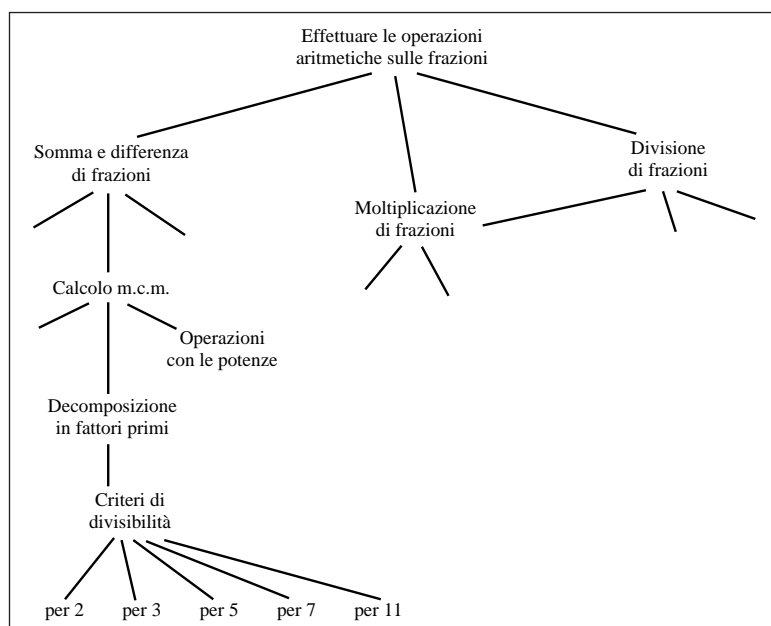 Effettuare le operazioni
aritmetiche sulle frazioni
Somma e differenza
di frazioni
Divisione
di frazioni
Moltiplicazione
di frazioni
Calcolo m.c.m.
Operazioni
con le potenze
Decomposizione
in fattori primi
Criteri di
divisibilità
per 2
per 3
per 5
per 7
per 11